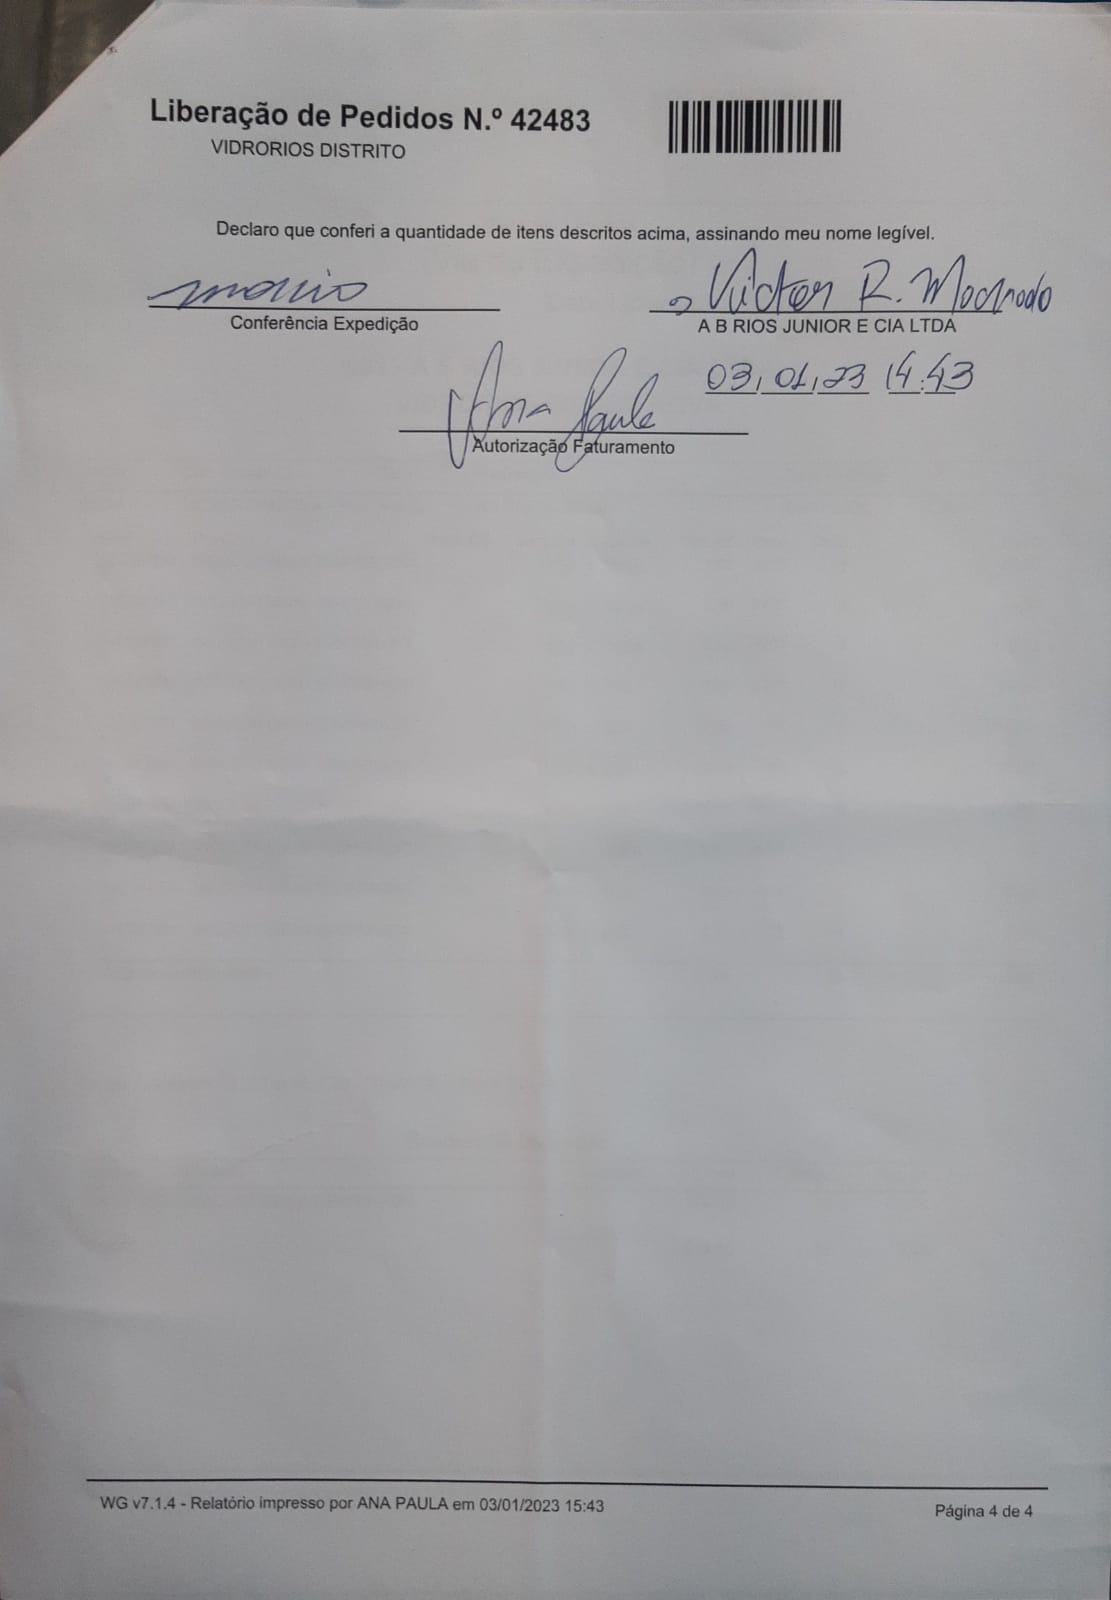 Liberação de Pedidos N.º 42483
VIDRORIOS DISTRITO
Declaro que conferi a quantidade de itens descritos acima, assinando meu nome legível.
Victor R. Machado
Conferência Expedição
A B RIOS JUNIOR E CIA LTDA
03/01/23 14:43
Ana Paula
Autorização Faturamento
WG v7.1.4 - Relatório impresso por ANA PAULA em 03/01/2023 15:43
Página 4 de 4